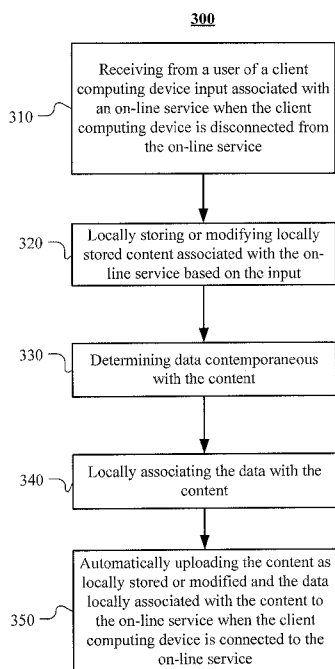 300
310
Receiving from a user of a client
computing device input associated with
an on-line service when the client
computing device is disconnected from
the on-line service
320
Locally storing or modifying locally
stored content associated with the on-
line service based on the input
330
Determining data contemporaneous
with the content
340
Locally associating the data with the
content
350
Automatically uploading the content as
locally stored or modified and the data
locally associated with the content to
the on-line service when the client
computing device is connected to the
on-line service